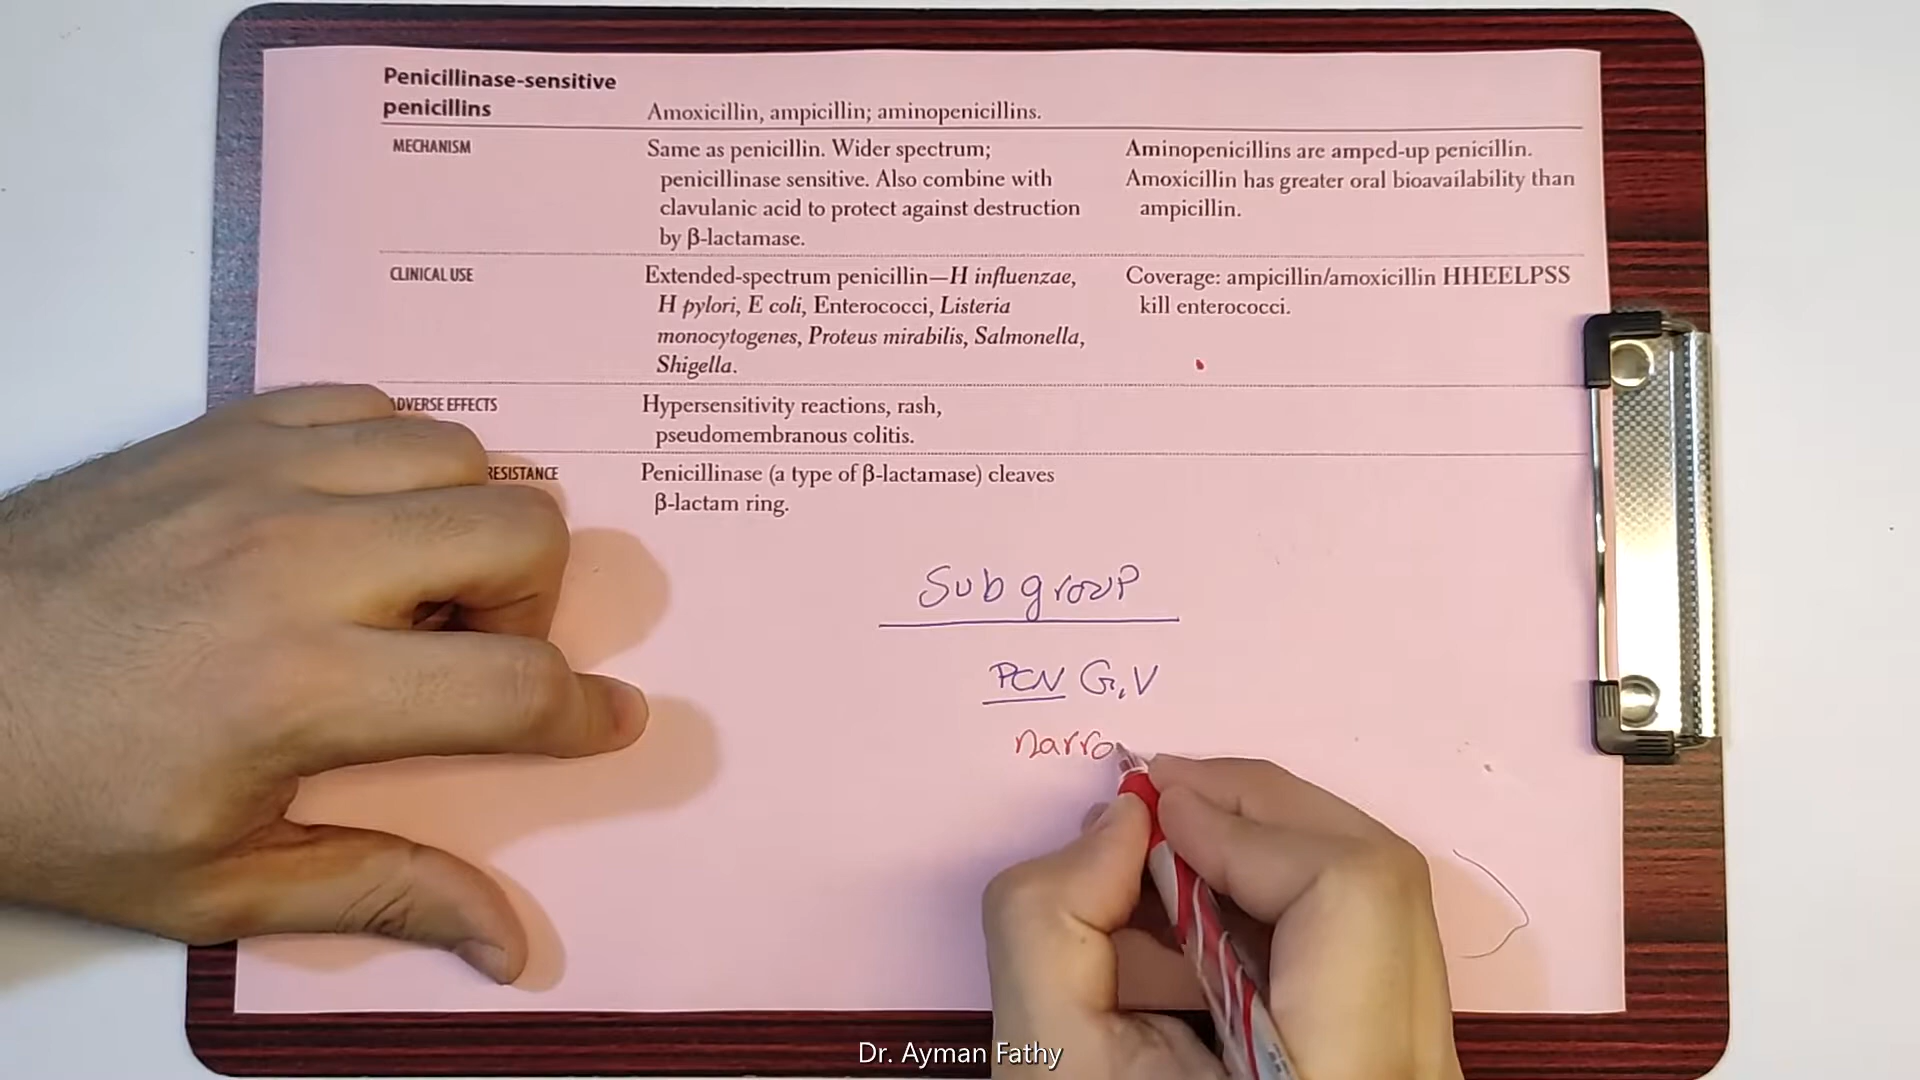 Penicillinase-sensitive
penicillins
Amoxicillin, ampicillin; aminopenicillins.
MECHANISM
Same as penicillin. Wider spectrum;
penicillinase sensitive. Also combine with
clavulanic acid to protect against destruction
by β-lactamase.
Aminopenicillins are amped-up penicillin.
Amoxicillin has greater oral bioavailability than
ampicillin.
CLINICAL USE
Extended-spectrum penicillin—H influenzae,
H pylori, E coli, Enterococci, Listeria
monocytogenes, Proteus mirabilis, Salmonella,
Shigella.
Coverage: ampicillin/amoxicillin HHEELPSS
kill enterococci.
ADVERSE EFFECTS
Hypersensitivity reactions, rash,
pseudomembranous colitis.
RESISTANCE
Penicillinase (a type of β-lactamase) cleaves
β-lactam ring.
Subgroup
PCN G, V
narro
Dr. Ayman Fathy